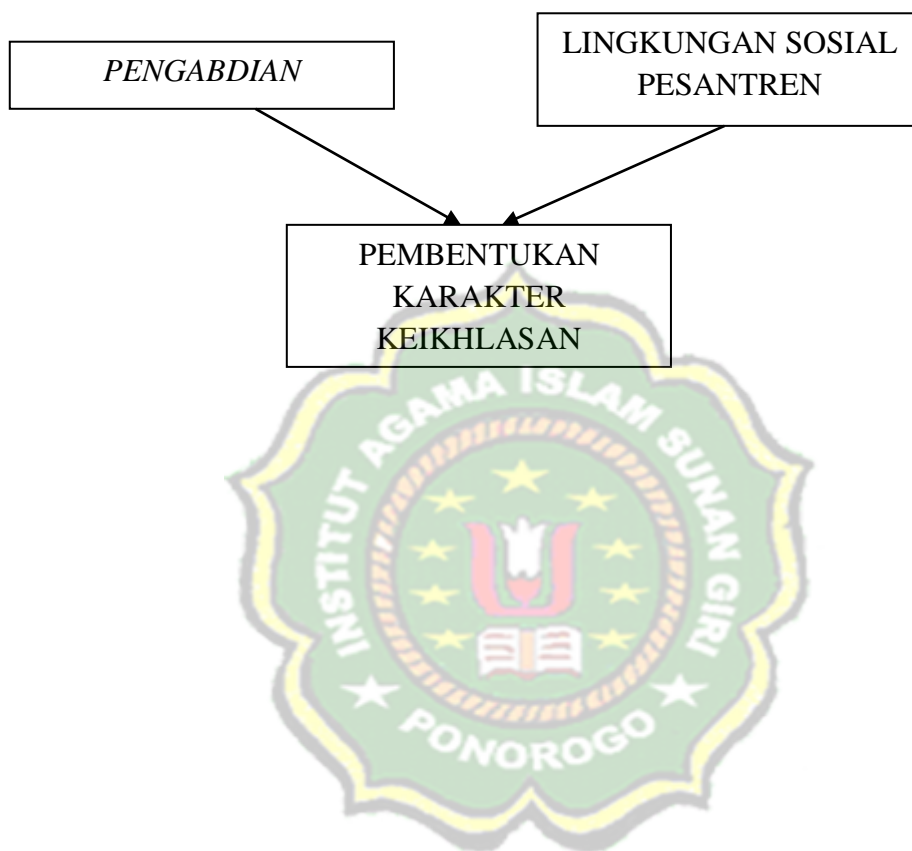 PENGABDIAN
LINGKUNGAN SOSIAL
PESANTREN
PEMBENTUKAN
KARAKTER
KEIKHLASAN
INSTITUT AGAMA ISLAM SUNAN GIRI
PONOROGO